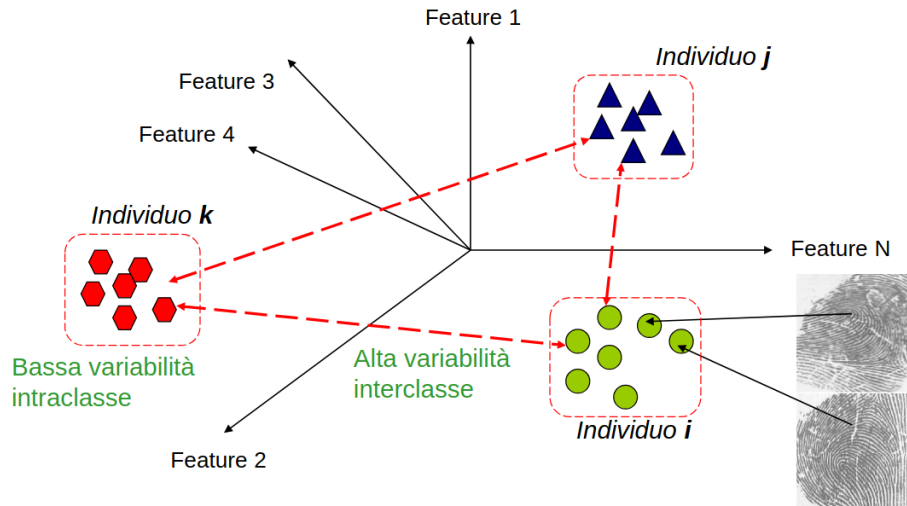 Feature 1
Individuo j
Feature 3
Feature 4
Individuo k
Feature N
Bassa variabilità
intraclasse
Alta variabilità
interclasse
Individuo i
Feature 2